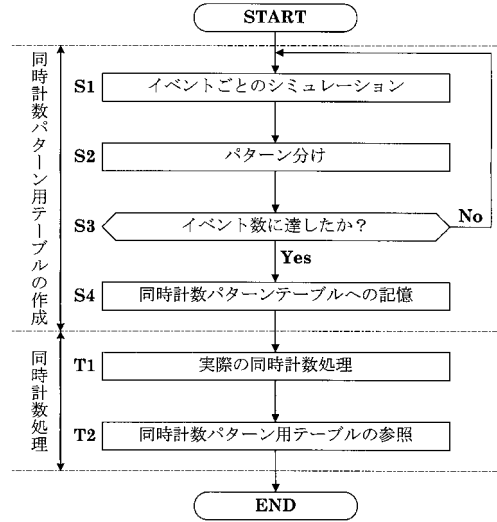 START
同時計数パターン用テーブルの作成
S1 イベントごとのシミュレーション
S2 パターン分け
S3 イベント数に達したか？
No
Yes
S4 同時計数パターンテーブルへの記憶
同時計数処理
T1 実際の同時計数処理
T2 同時計数パターン用テーブルの参照
END